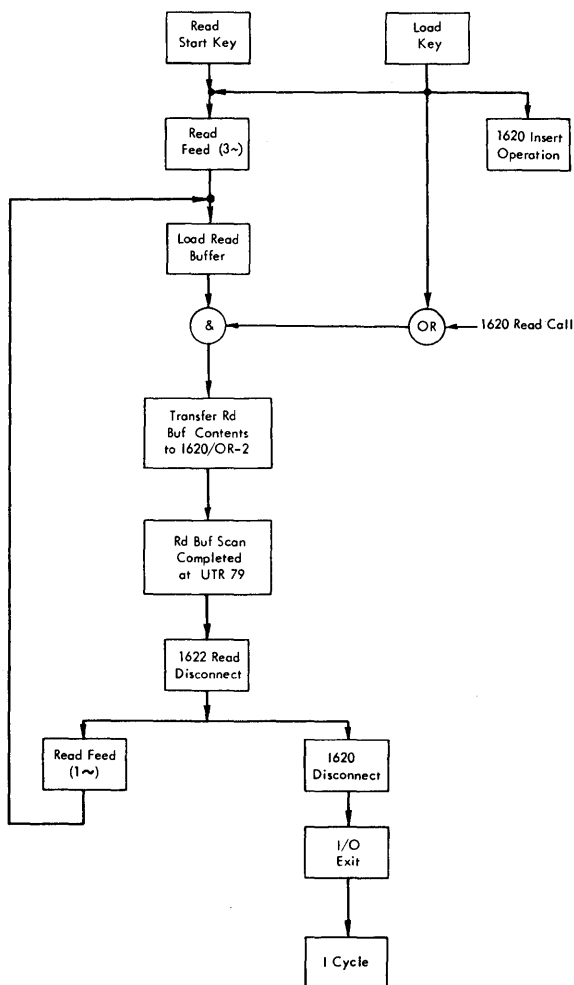 Read
Start Key
Load
Key
Read
Feed (3~)
1620 Insert
Operation
Load Read
Buffer
&
OR
1620 Read Call
Transfer Rd
Buf Contents
to 1620/OR-2
Rd Buf Scan
Completed
at UTR 79
1622 Read
Disconnect
Read Feed
(1~)
1620
Disconnect
I/O
Exit
I Cycle